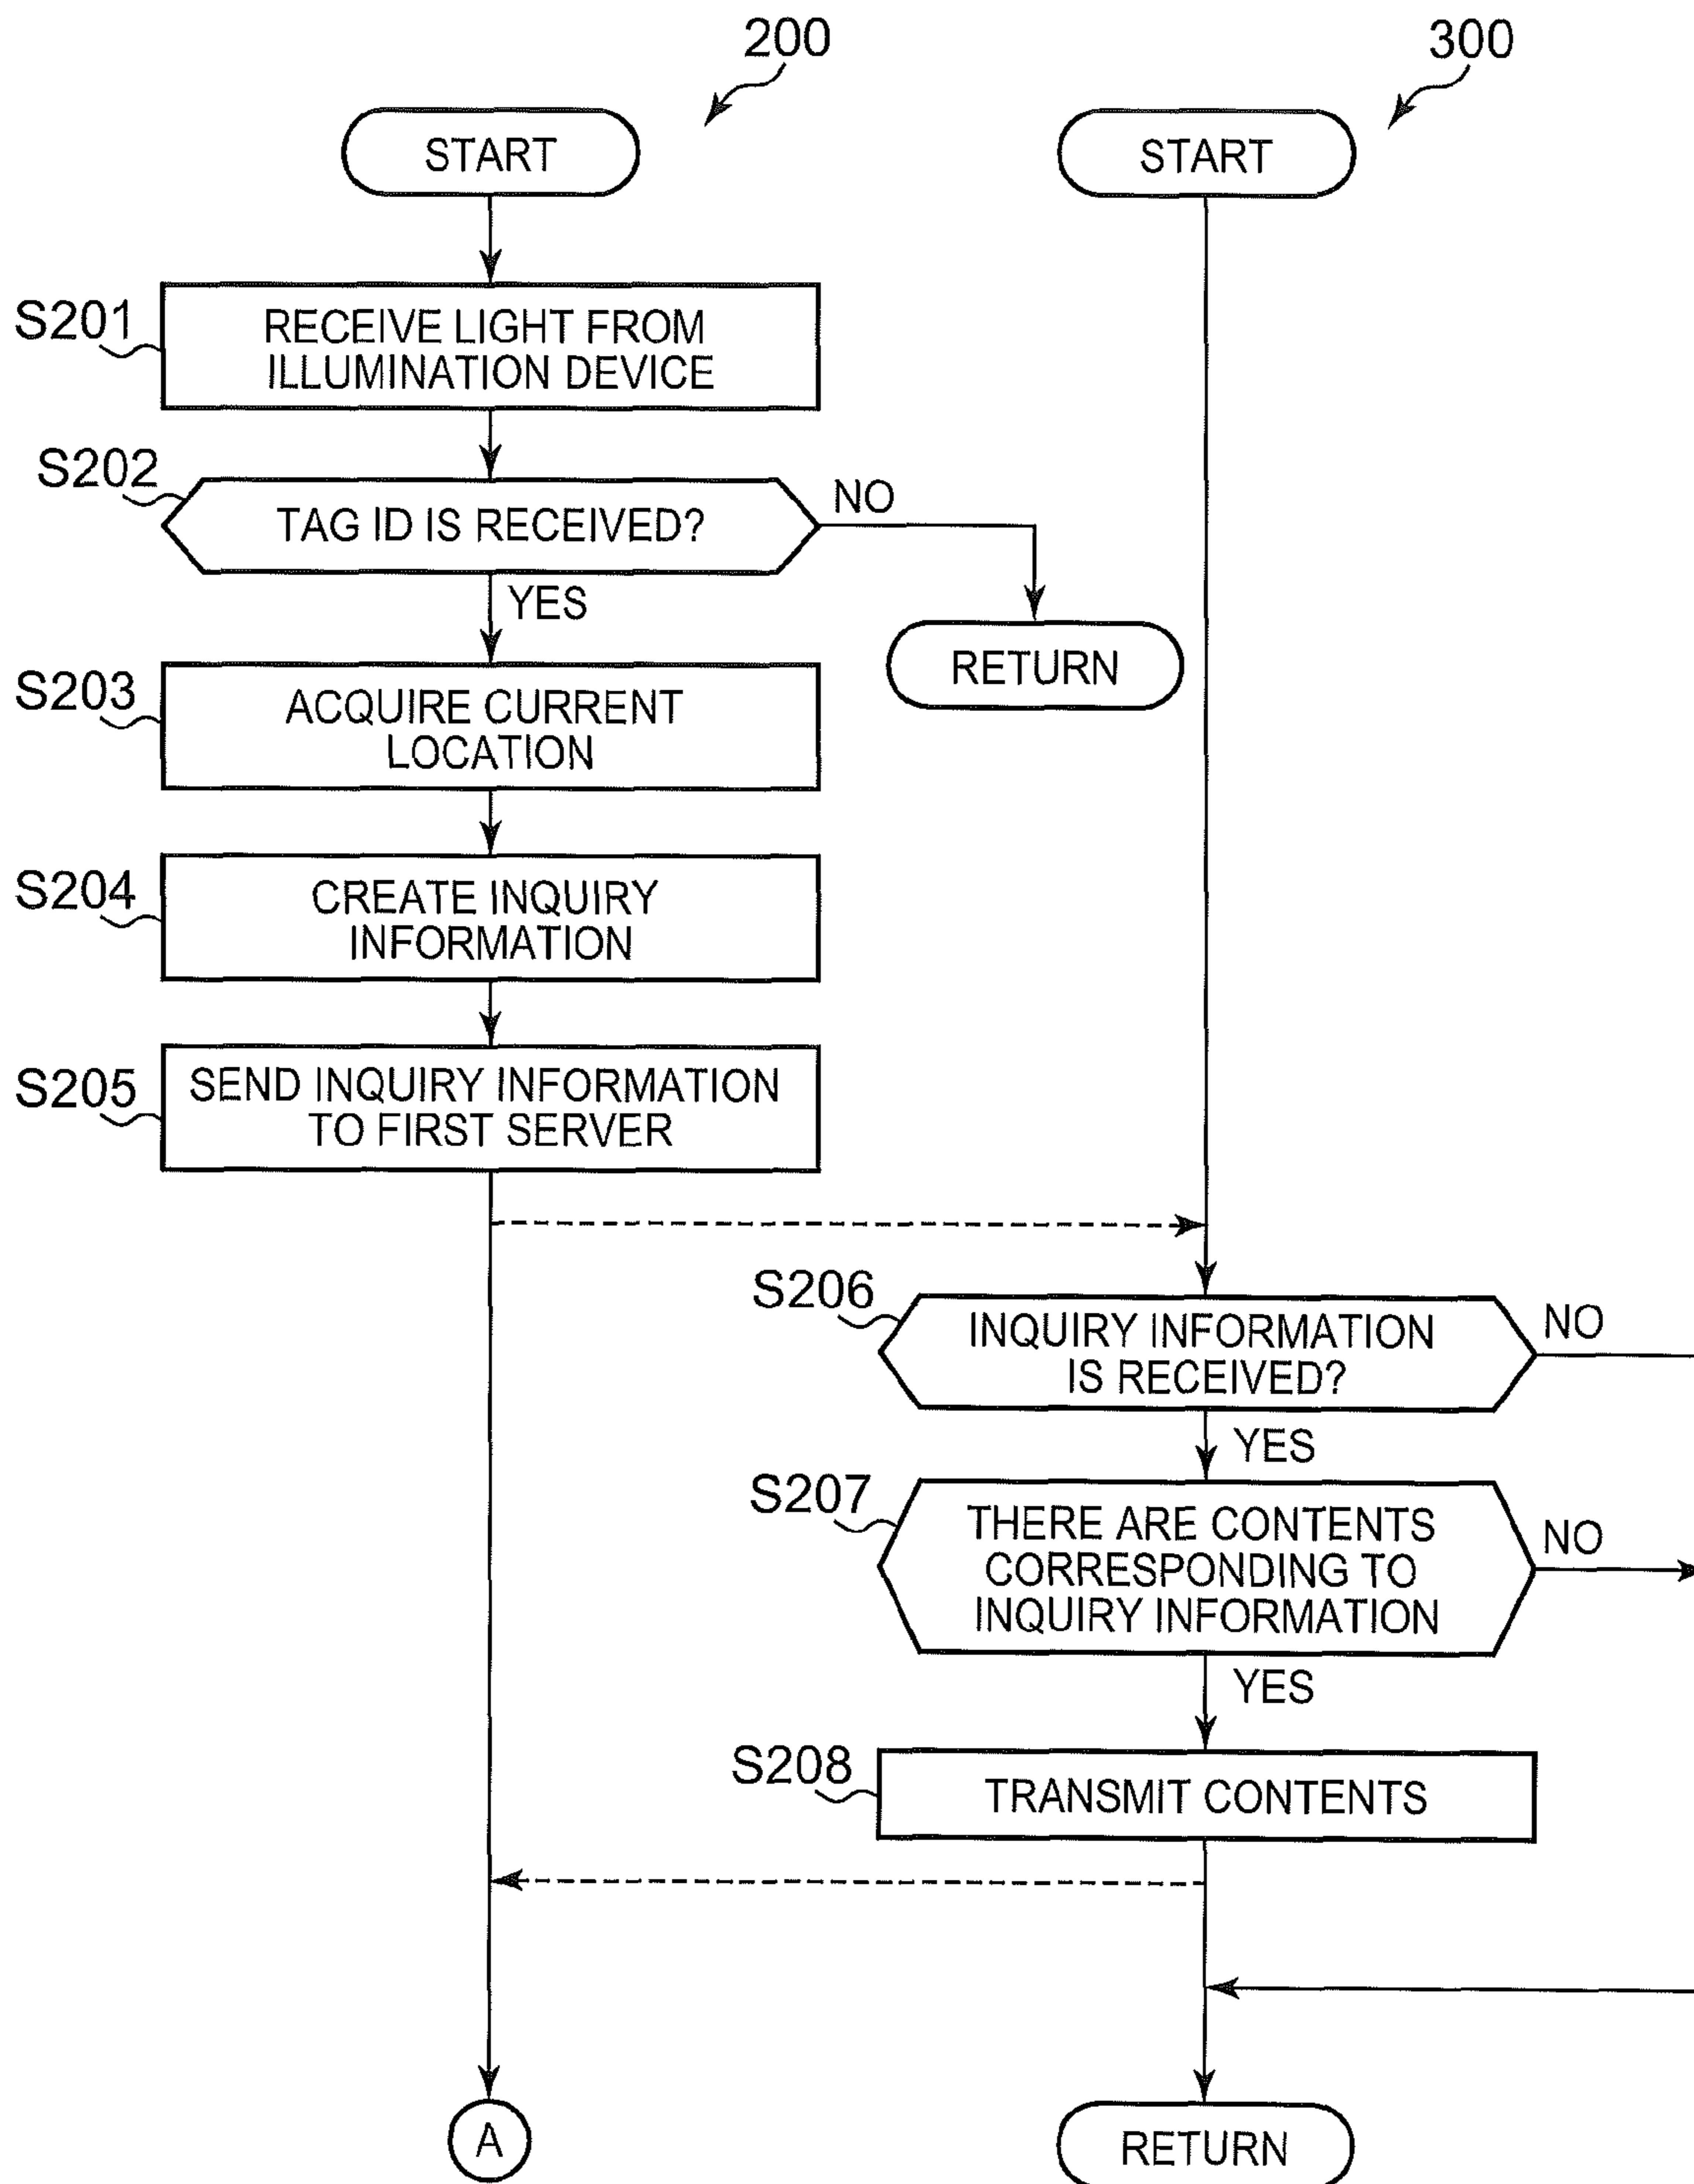 200
300
START
START
S201
RECEIVE LIGHT FROM
ILLUMINATION DEVICE
S202
TAG ID IS RECEIVED?
NO
YES
RETURN
S203
ACQUIRE CURRENT
LOCATION
S204
CREATE INQUIRY
INFORMATION
S205
SEND INQUIRY INFORMATION
TO FIRST SERVER
S206
INQUIRY INFORMATION
IS RECEIVED?
NO
YES
S207
THERE ARE CONTENTS
CORRESPONDING TO
INQUIRY INFORMATION
NO
YES
S208
TRANSMIT CONTENTS
A
RETURN